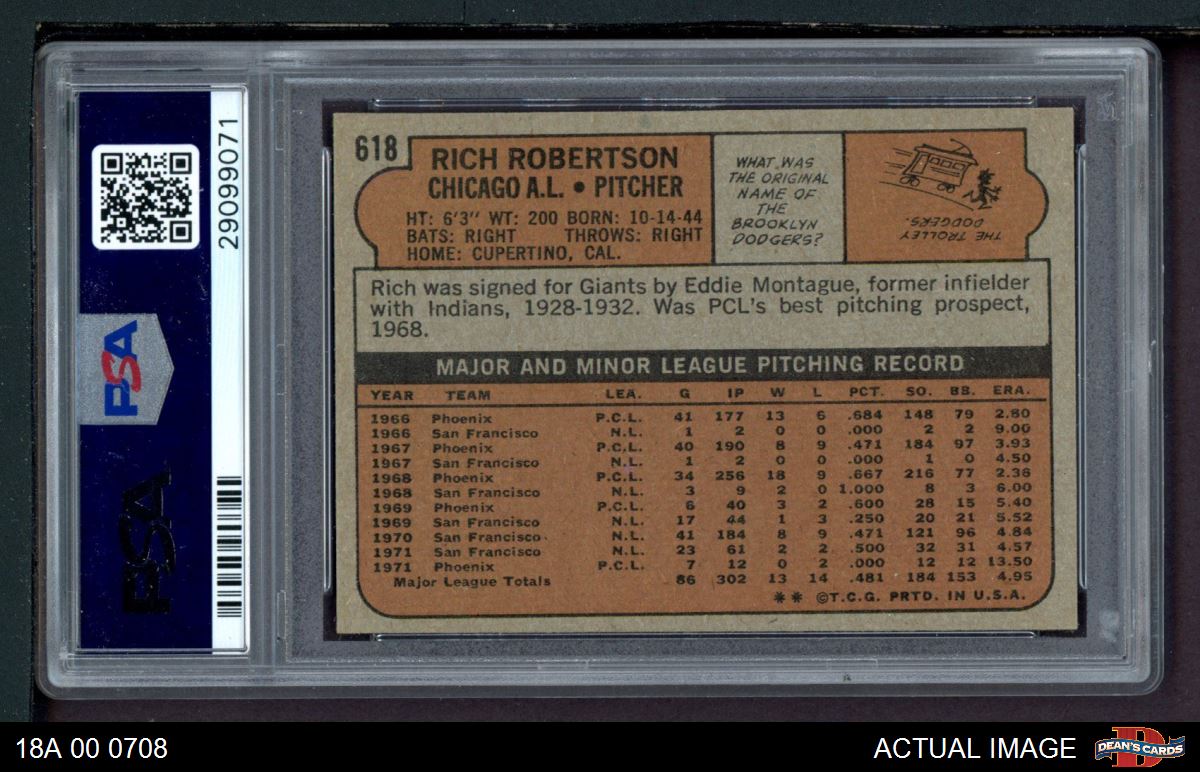 PSA
29099071
PSA
618
RICH ROBERTSON
CHICAGO A.L. • PITCHER
HT: 6'3" WT: 200 BORN: 10-14-44
BATS: RIGHT THROWS: RIGHT
HOME: CUPERTINO, CAL.
WHAT WAS
THE ORIGINAL
NAME OF
THE
BROOKLYN
DODGERS?
THE TROLLEY
DODGERS.
Rich was signed for Giants by Eddie Montague, former infielder
with Indians, 1928-1932. Was PCL's best pitching prospect,
1968.
MAJOR AND MINOR LEAGUE PITCHING RECORD
YEAR TEAM LEA. G IP W L PCT. SO. BB. ERA.
1966 Phoenix P.C.L. 41 177 13 6 .684 148 79 2.80
1966 San Francisco N.L. 1 2 0 0 .000 2 2 9.00
1967 Phoenix P.C.L. 40 190 8 9 .471 184 97 3.93
1967 San Francisco N.L. 1 2 0 0 .000 1 0 4.50
1968 Phoenix P.C.L. 34 256 18 9 .667 216 77 2.36
1968 San Francisco N.L. 3 9 2 0 1.000 8 3 6.00
1969 Phoenix P.C.L. 6 40 3 2 .600 28 15 5.40
1969 San Francisco N.L. 17 44 1 3 .250 20 21 5.52
1970 San Francisco N.L. 41 184 8 9 .471 121 96 4.84
1971 San Francisco N.L. 23 61 2 2 .500 32 31 4.57
1971 Phoenix P.C.L. 7 12 0 2 .000 12 12 13.50
Major League Totals 86 302 13 14 .481 184 153 4.95
** ©T.C.G. PRTD. IN U.S.A.
18A 00 0708
ACTUAL IMAGE
DEAN'S CARDS